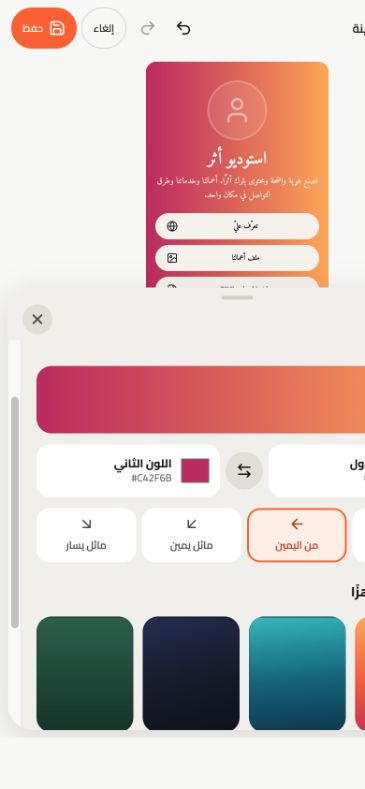 ينة
إلغاء
حفظ
استوديو أثر
نصنع هوية واضحة ومحتوى يترك أثرًا. أعمالنا وخدماتنا وطرق
التواصل في مكان واحد.
تعرّف عليّ
ملف أعمالنا
ول
اللون الثاني
#C42F6B
من اليمين
مائل يمين
مائل يسار
هزًا